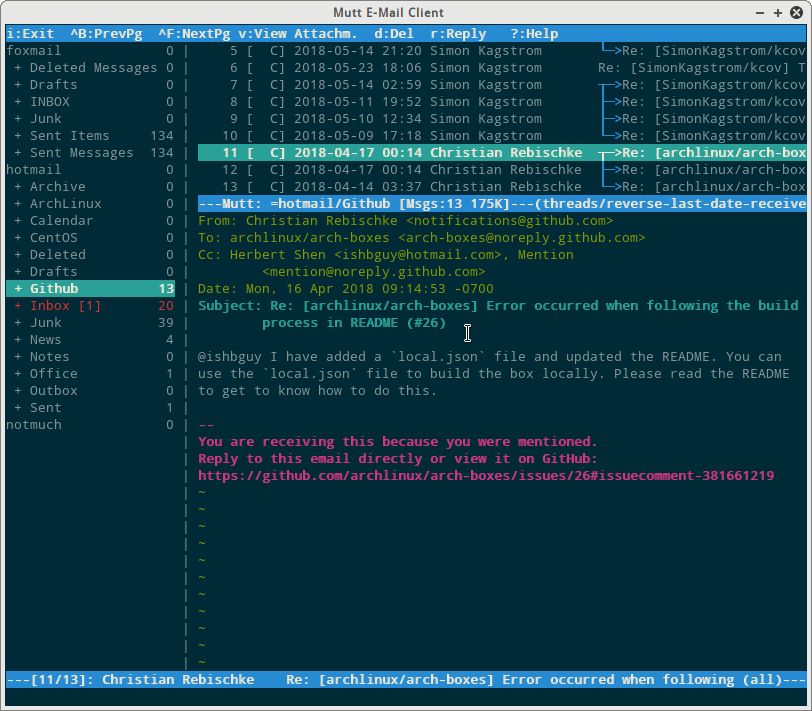 Mutt E-Mail Client
i:Exit  ^B:PrevPg  ^F:NextPg v:View Attachm.  d:Del  r:Reply   ?:Help
foxmail 0 | 5 [  C] 2018-05-14 21:20 Simon Kagstrom └─>Re: [SimonKagstrom/kcov
+ Deleted Messages 0 | 6 [  C] 2018-05-23 18:06 Simon Kagstrom Re: [SimonKagstrom/kcov] T
+ Drafts 0 | 7 [  C] 2018-05-14 02:59 Simon Kagstrom ┬─>Re: [SimonKagstrom/kcov
+ INBOX 0 | 8 [  C] 2018-05-11 19:52 Simon Kagstrom ├─>Re: [SimonKagstrom/kcov
+ Junk 0 | 9 [  C] 2018-05-10 12:34 Simon Kagstrom ├─>Re: [SimonKagstrom/kcov
+ Sent Items 134 | 10 [  C] 2018-05-09 17:18 Simon Kagstrom └─>Re: [SimonKagstrom/kcov
+ Sent Messages 134 | 11 [  C] 2018-04-17 00:14 Christian Rebischke ┬─>Re: [archlinux/arch-box
hotmail 0 | 12 [  C] 2018-04-17 00:14 Christian Rebischke ├─>Re: [archlinux/arch-box
+ Archive 0 | 13 [  C] 2018-04-14 03:37 Christian Rebischke └─>Re: [archlinux/arch-box
+ ArchLinux 0 | ---Mutt: =hotmail/Github [Msgs:13 175K]---(threads/reverse-last-date-receive
+ Calendar 0 | From: Christian Rebischke <notifications@github.com>
+ CentOS 0 | To: archlinux/arch-boxes <arch-boxes@noreply.github.com>
+ Deleted 0 | Cc: Herbert Shen <ishbguy@hotmail.com>, Mention
+ Drafts 0 | <mention@noreply.github.com>
+ Github 13 | Date: Mon, 16 Apr 2018 09:14:53 -0700
+ Inbox [1] 20 | Subject: Re: [archlinux/arch-boxes] Error occurred when following the build
+ Junk 39 | process in README (#26)
+ News 4 |
+ Notes 0 | @ishbguy I have added a `local.json` file and updated the README. You can
+ Office 1 | use the `local.json` file to build the box locally. Please read the README
+ Outbox 0 | to get to know how to do this.
+ Sent 1 |
notmuch 0 | --
| You are receiving this because you were mentioned.
| Reply to this email directly or view it on GitHub:
| https://github.com/archlinux/arch-boxes/issues/26#issuecomment-381661219
| ~
| ~
| ~
| ~
| ~
| ~
| ~
| ~
| ~
| ~
| ~
---[11/13]: Christian Rebischke    Re: [archlinux/arch-boxes] Error occurred when following (all)---